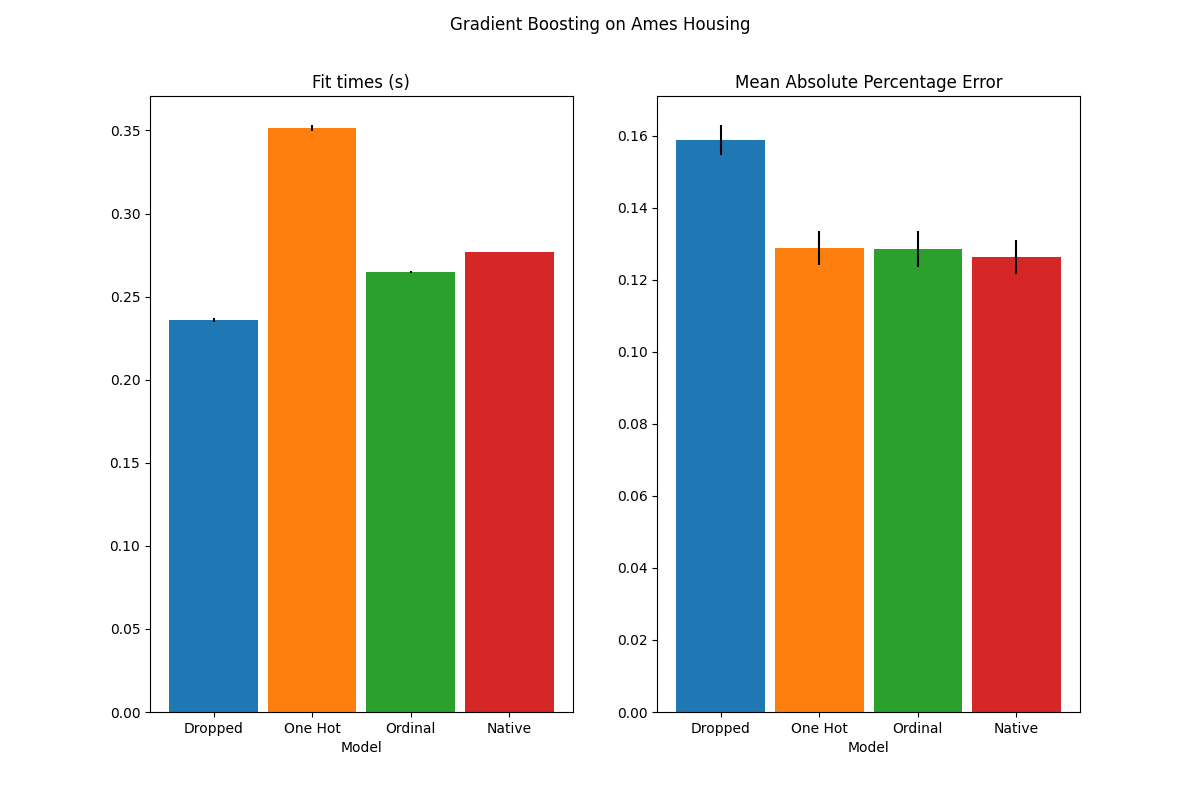 Gradient Boosting on Ames Housing
Fit times (s)
0.35
0.30
0.25
0.20
0.15
0.10
0.05
0.00
Dropped One Hot Ordinal Native
Model
Mean Absolute Percentage Error
0.16
0.14
0.12
0.10
0.08
0.06
0.04
0.02
0.00
Dropped One Hot Ordinal Native
Model